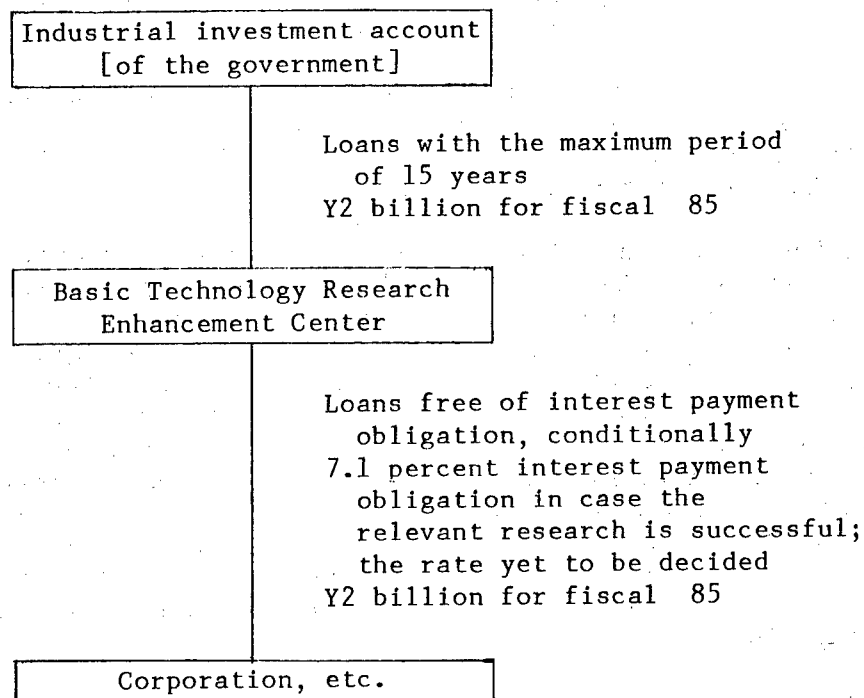 Industrial investment account
[of the government]
Loans with the maximum period
of 15 years
Y2 billion for fiscal 85
Basic Technology Research
Enhancement Center
Loans free of interest payment
obligation, conditionally
7.1 percent interest payment
obligation in case the
relevant research is successful;
the rate yet to be decided
Y2 billion for fiscal 85
Corporation, etc.